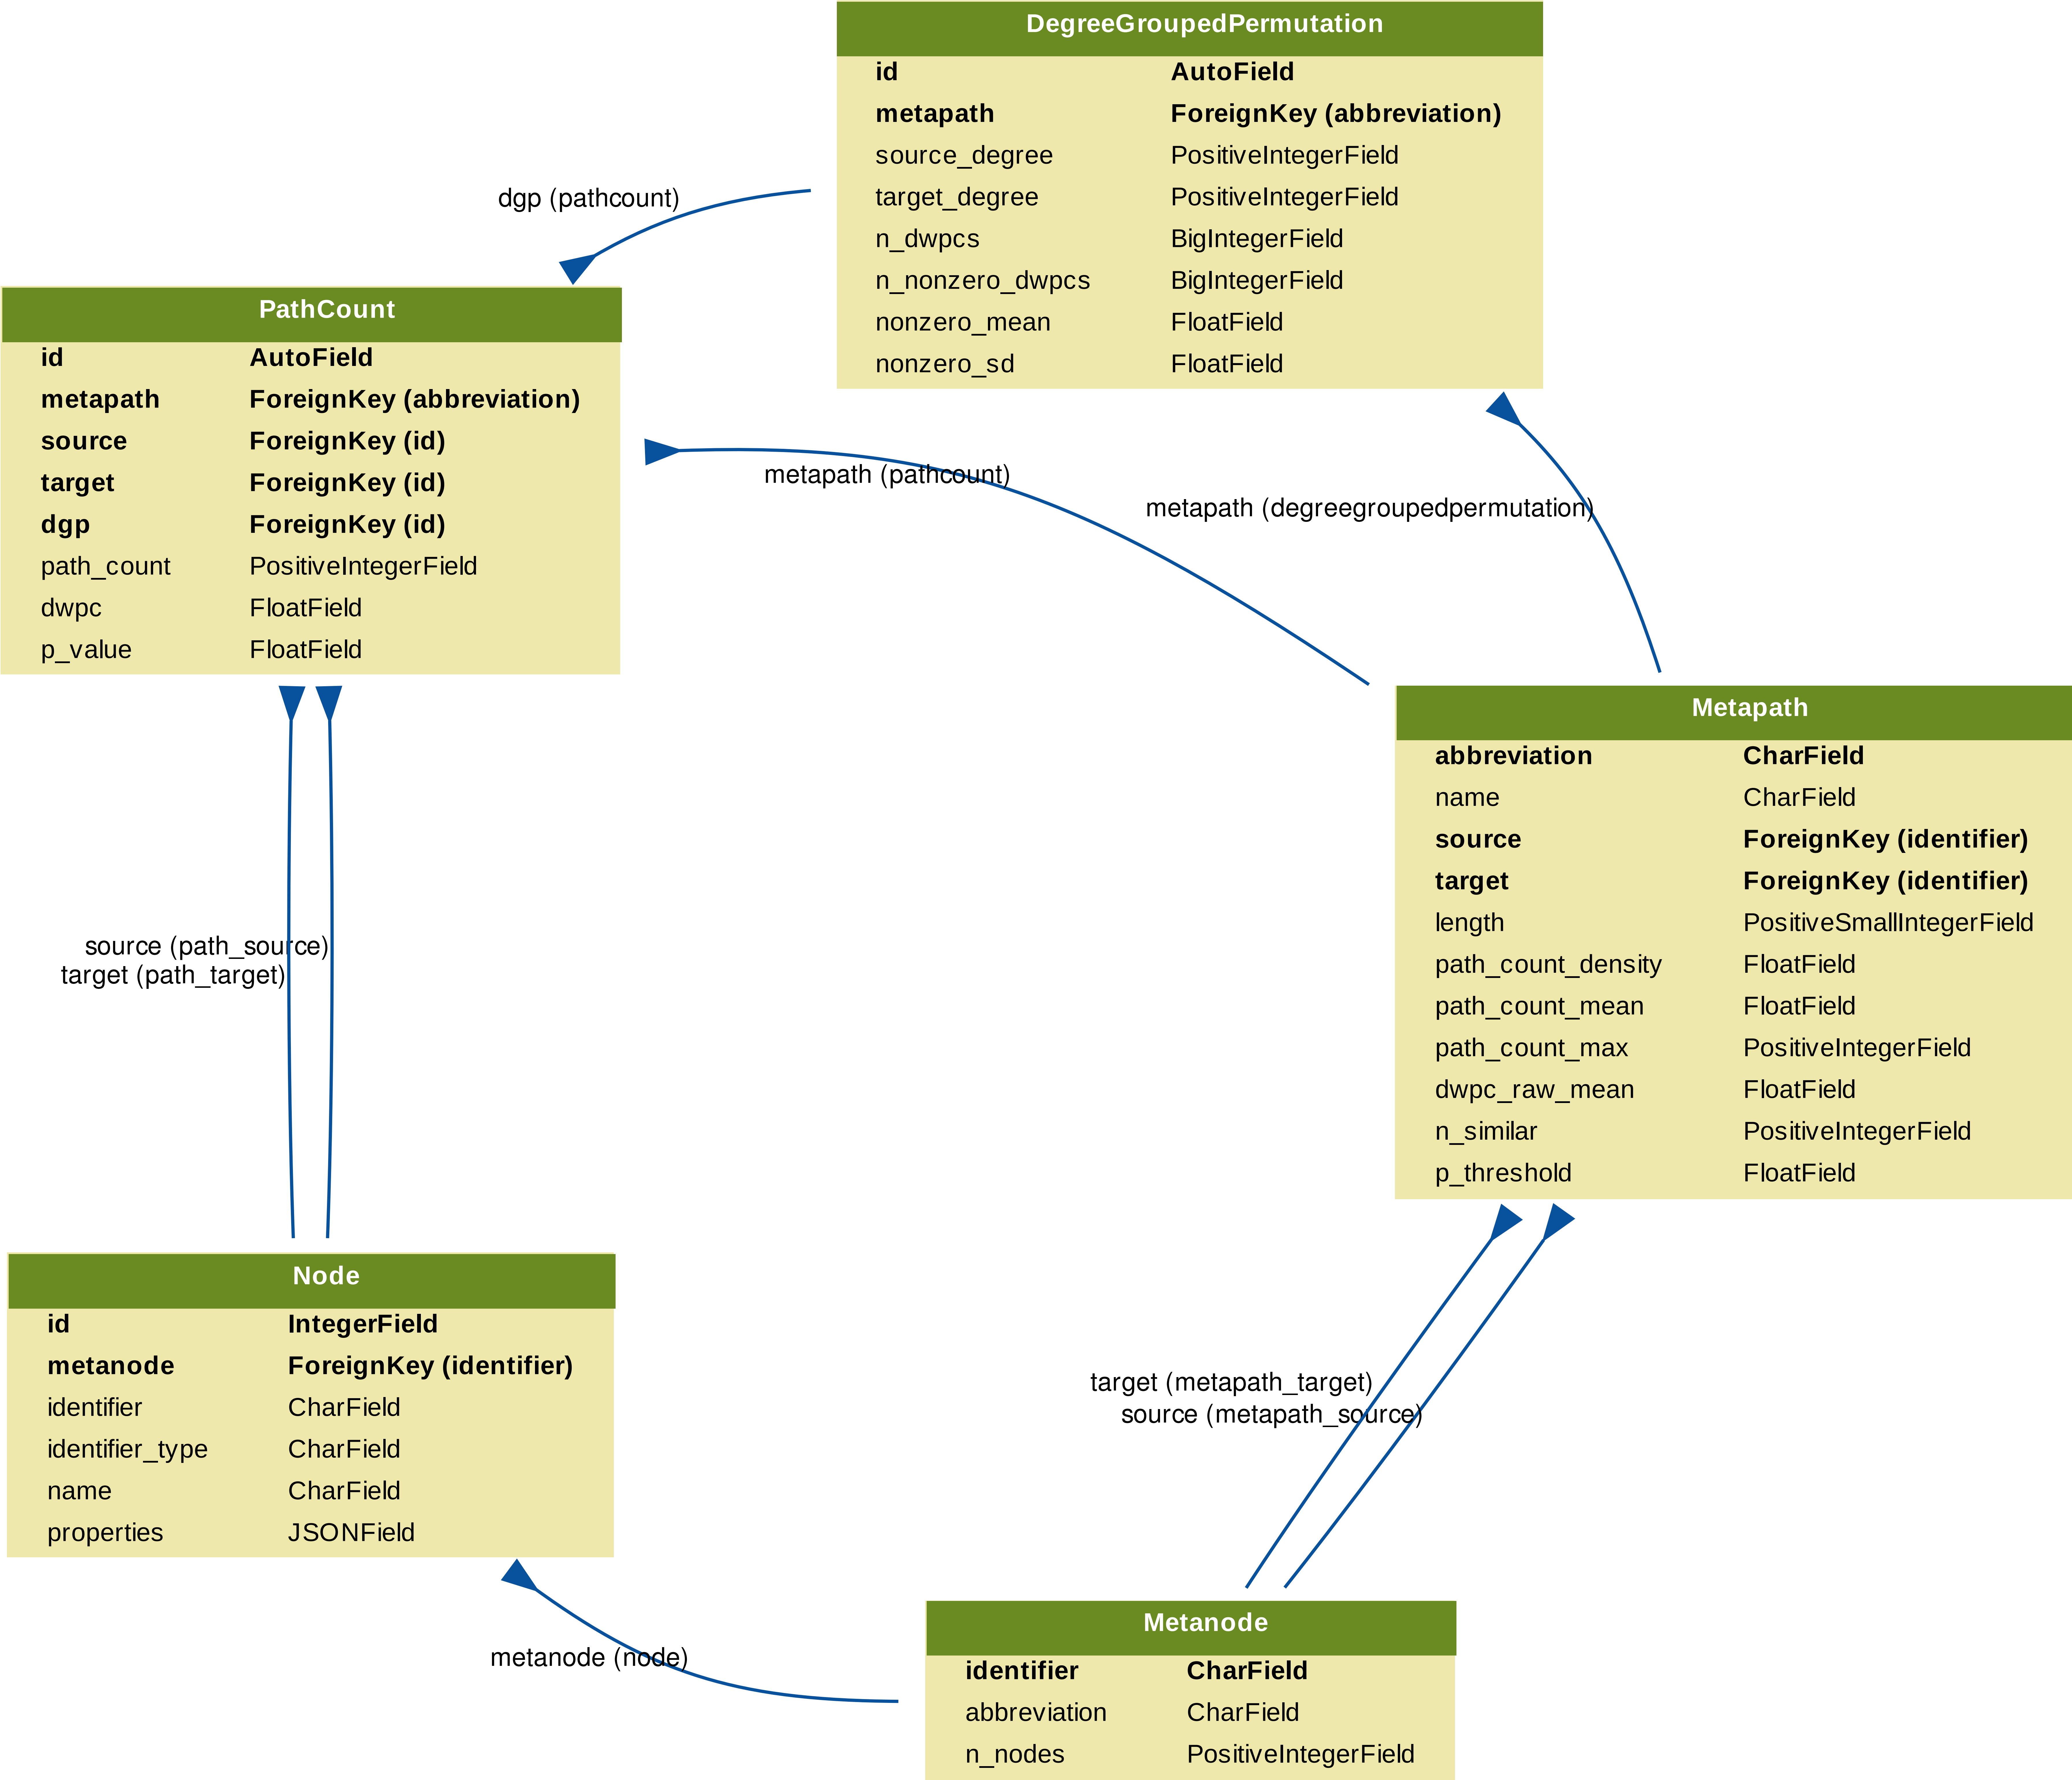 DegreeGroupedPermutation
id AutoField
metapath ForeignKey (abbreviation)
source_degree PositiveIntegerField
target_degree PositiveIntegerField
n_dwpcs BigIntegerField
n_nonzero_dwpcs BigIntegerField
nonzero_mean FloatField
nonzero_sd FloatField
dgp (pathcount)
PathCount
id AutoField
metapath ForeignKey (abbreviation)
source ForeignKey (id)
target ForeignKey (id)
dgp ForeignKey (id)
path_count PositiveIntegerField
dwpc FloatField
p_value FloatField
metapath (pathcount)
metapath (degreegroupedpermutation)
Metapath
abbreviation CharField
name CharField
source ForeignKey (identifier)
target ForeignKey (identifier)
length PositiveSmallIntegerField
path_count_density FloatField
path_count_mean FloatField
path_count_max PositiveIntegerField
dwpc_raw_mean FloatField
n_similar PositiveIntegerField
p_threshold FloatField
source (path_source)
target (path_target)
Node
id IntegerField
metanode ForeignKey (identifier)
identifier CharField
identifier_type CharField
name CharField
properties JSONField
target (metapath_target)
source (metapath_source)
metanode (node)
Metanode
identifier CharField
abbreviation CharField
n_nodes PositiveIntegerField